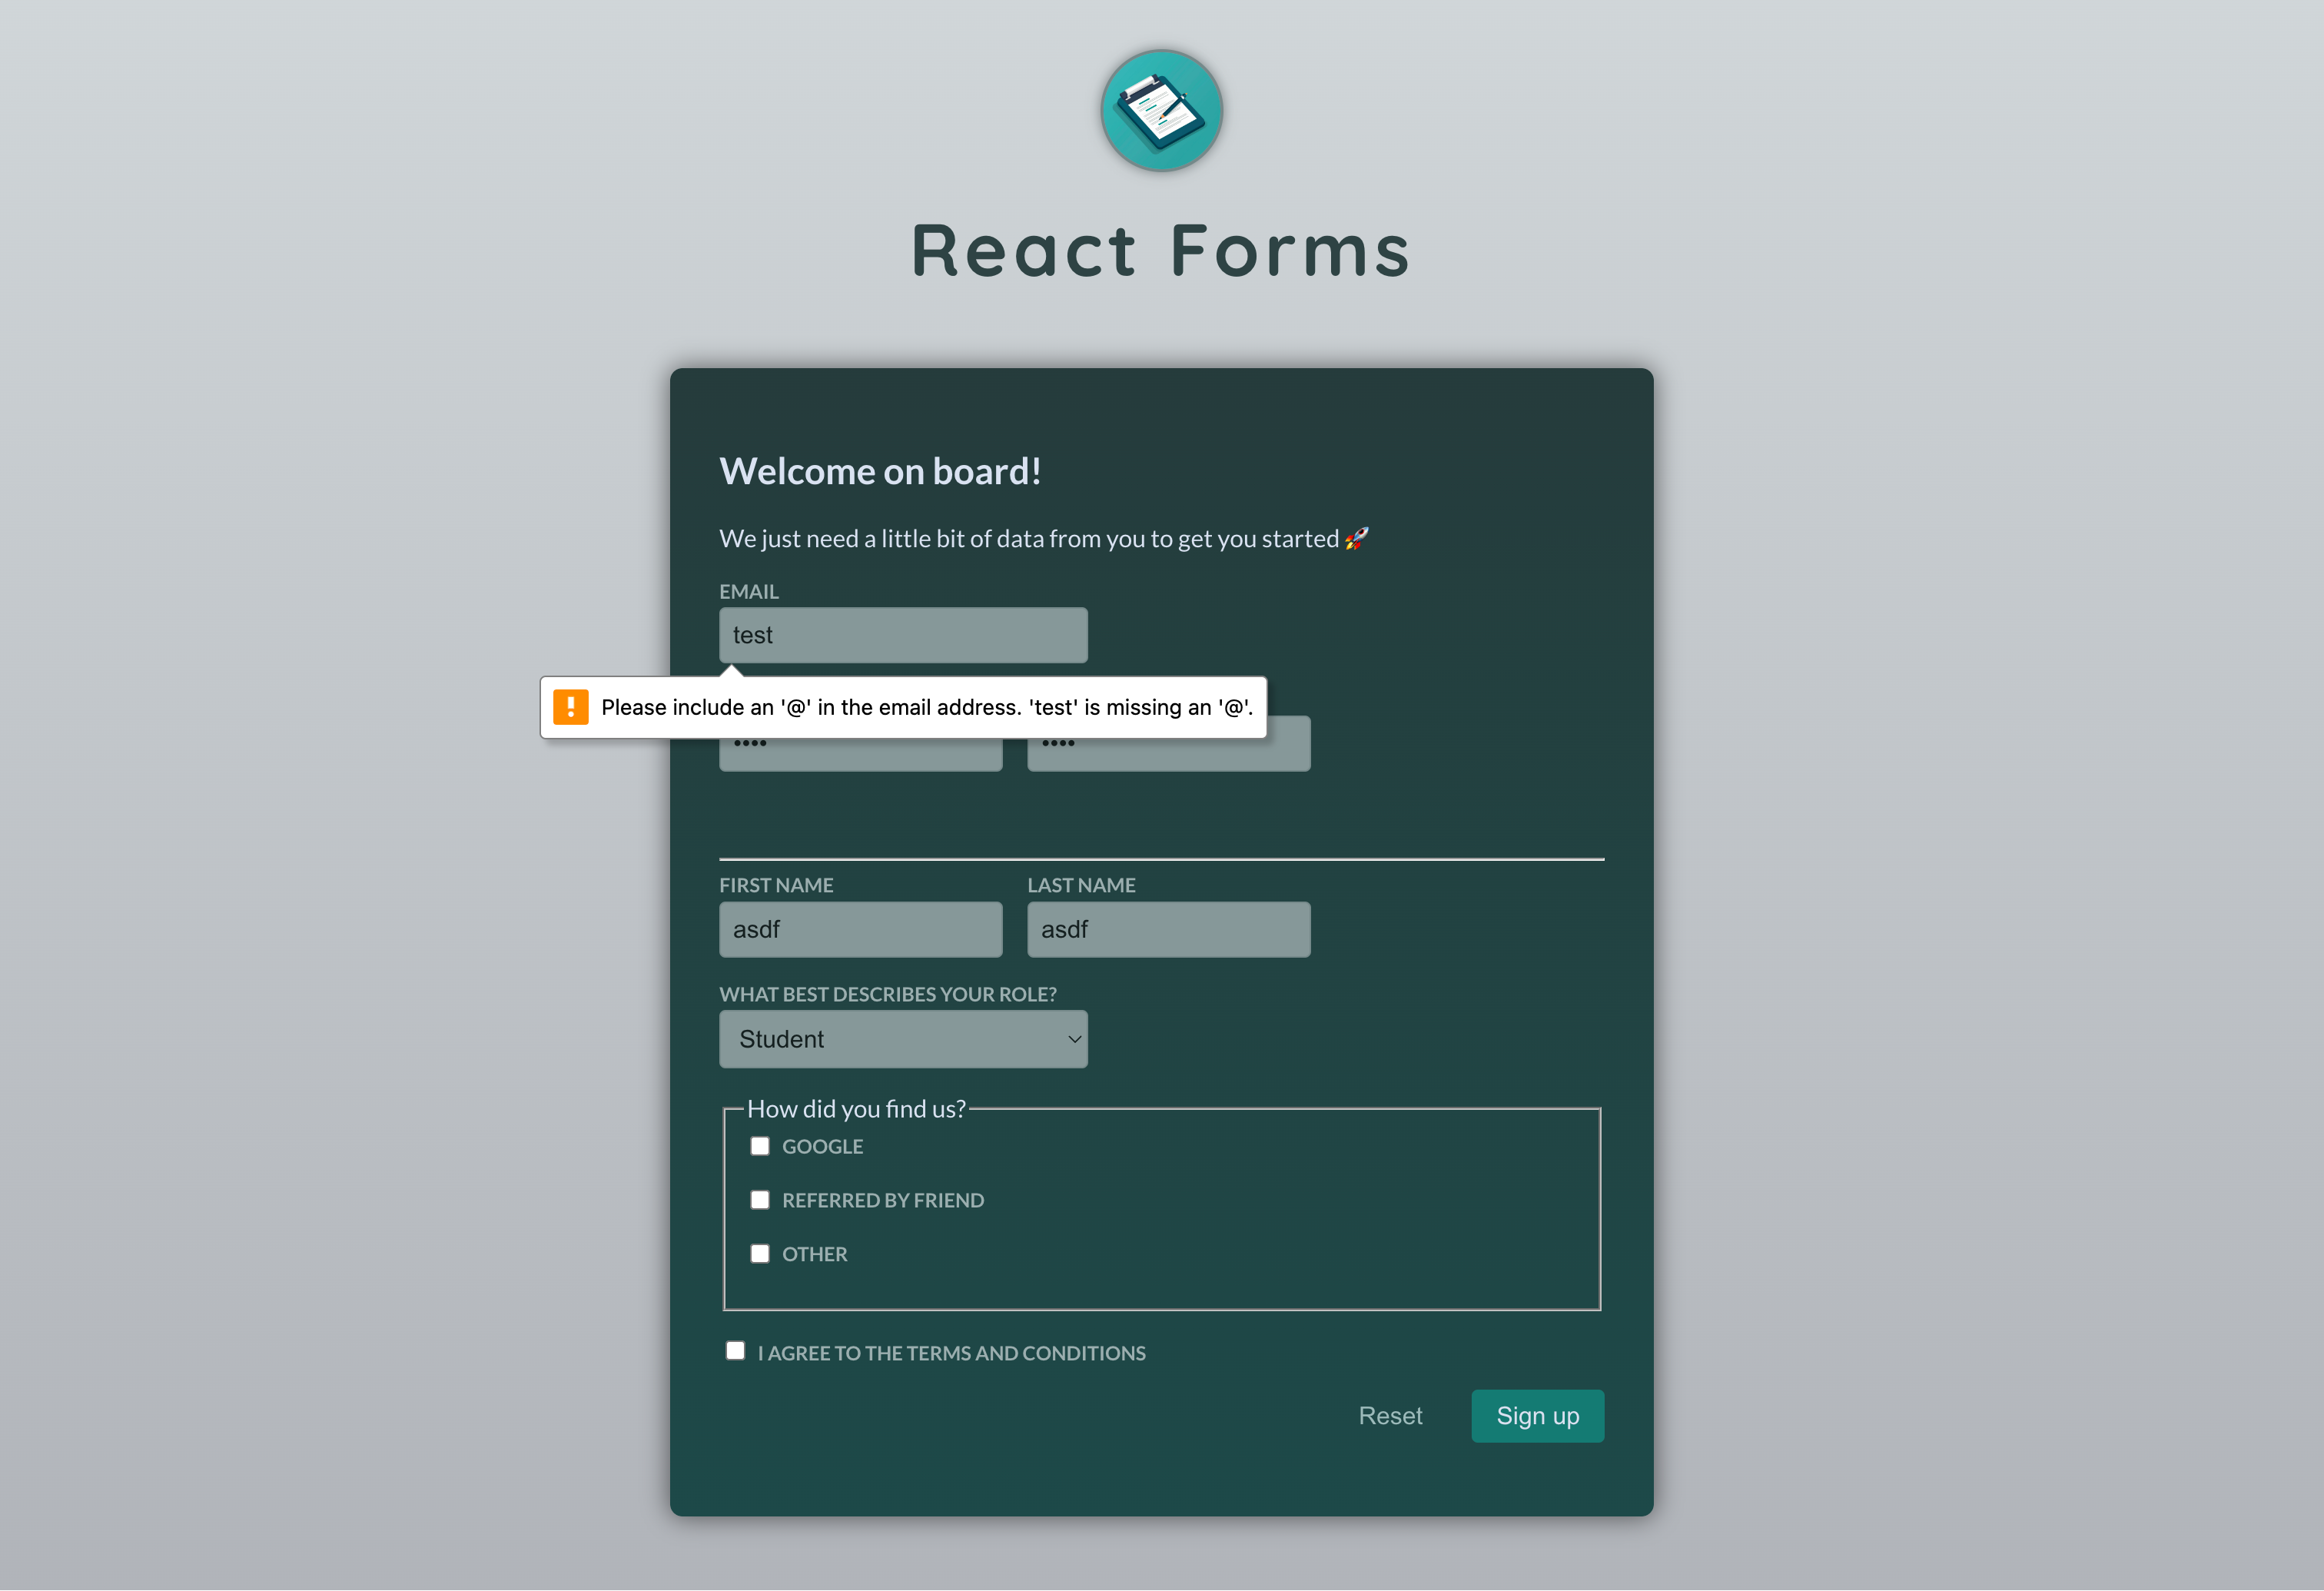 React Forms
Welcome on board!
We just need a little bit of data from you to get you started 🚀
EMAIL
test
Please include an '@' in the email address. 'test' is missing an '@'.
•••• ••••
FIRST NAME LAST NAME
asdf asdf
WHAT BEST DESCRIBES YOUR ROLE?
Student
How did you find us?
GOOGLE
REFERRED BY FRIEND
OTHER
I AGREE TO THE TERMS AND CONDITIONS
Reset Sign up